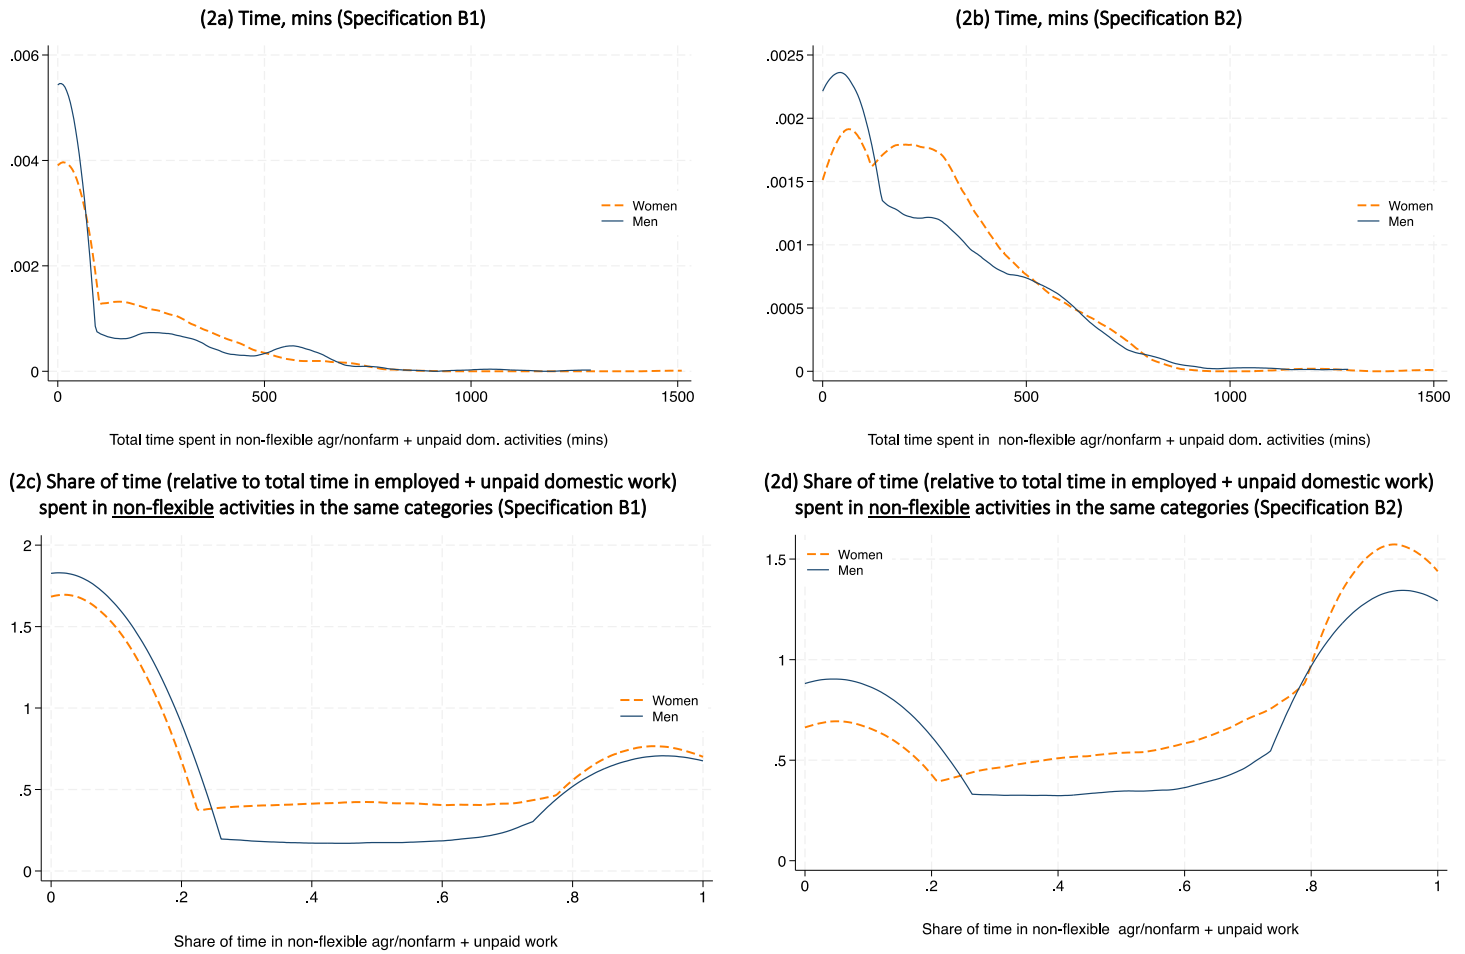 (2a) Time, mins (Specification B1)
.006
.004
.002
0
0
500
1000
1500
Women
Men
Total time spent in non-flexible agr/nonfarm + unpaid dom. activities (mins)
(2b) Time, mins (Specification B2)
.0025
.002
.0015
.001
.0005
0
0
500
1000
1500
Women
Men
Total time spent in  non-flexible agr/nonfarm + unpaid dom. activities (mins)
(2c) Share of time (relative to total time in employed + unpaid domestic work)
spent in non-flexible activities in the same categories (Specification B1)
2
1.5
1
.5
0
0
.2
.4
.6
.8
1
Women
Men
Share of time in non-flexible agr/nonfarm + unpaid work
(2d) Share of time (relative to total time in employed + unpaid domestic work)
spent in non-flexible activities in the same categories (Specification B2)
1.5
1
.5
0
0
.2
.4
.6
.8
1
Women
Men
Share of time in non-flexible  agr/nonfarm + unpaid work